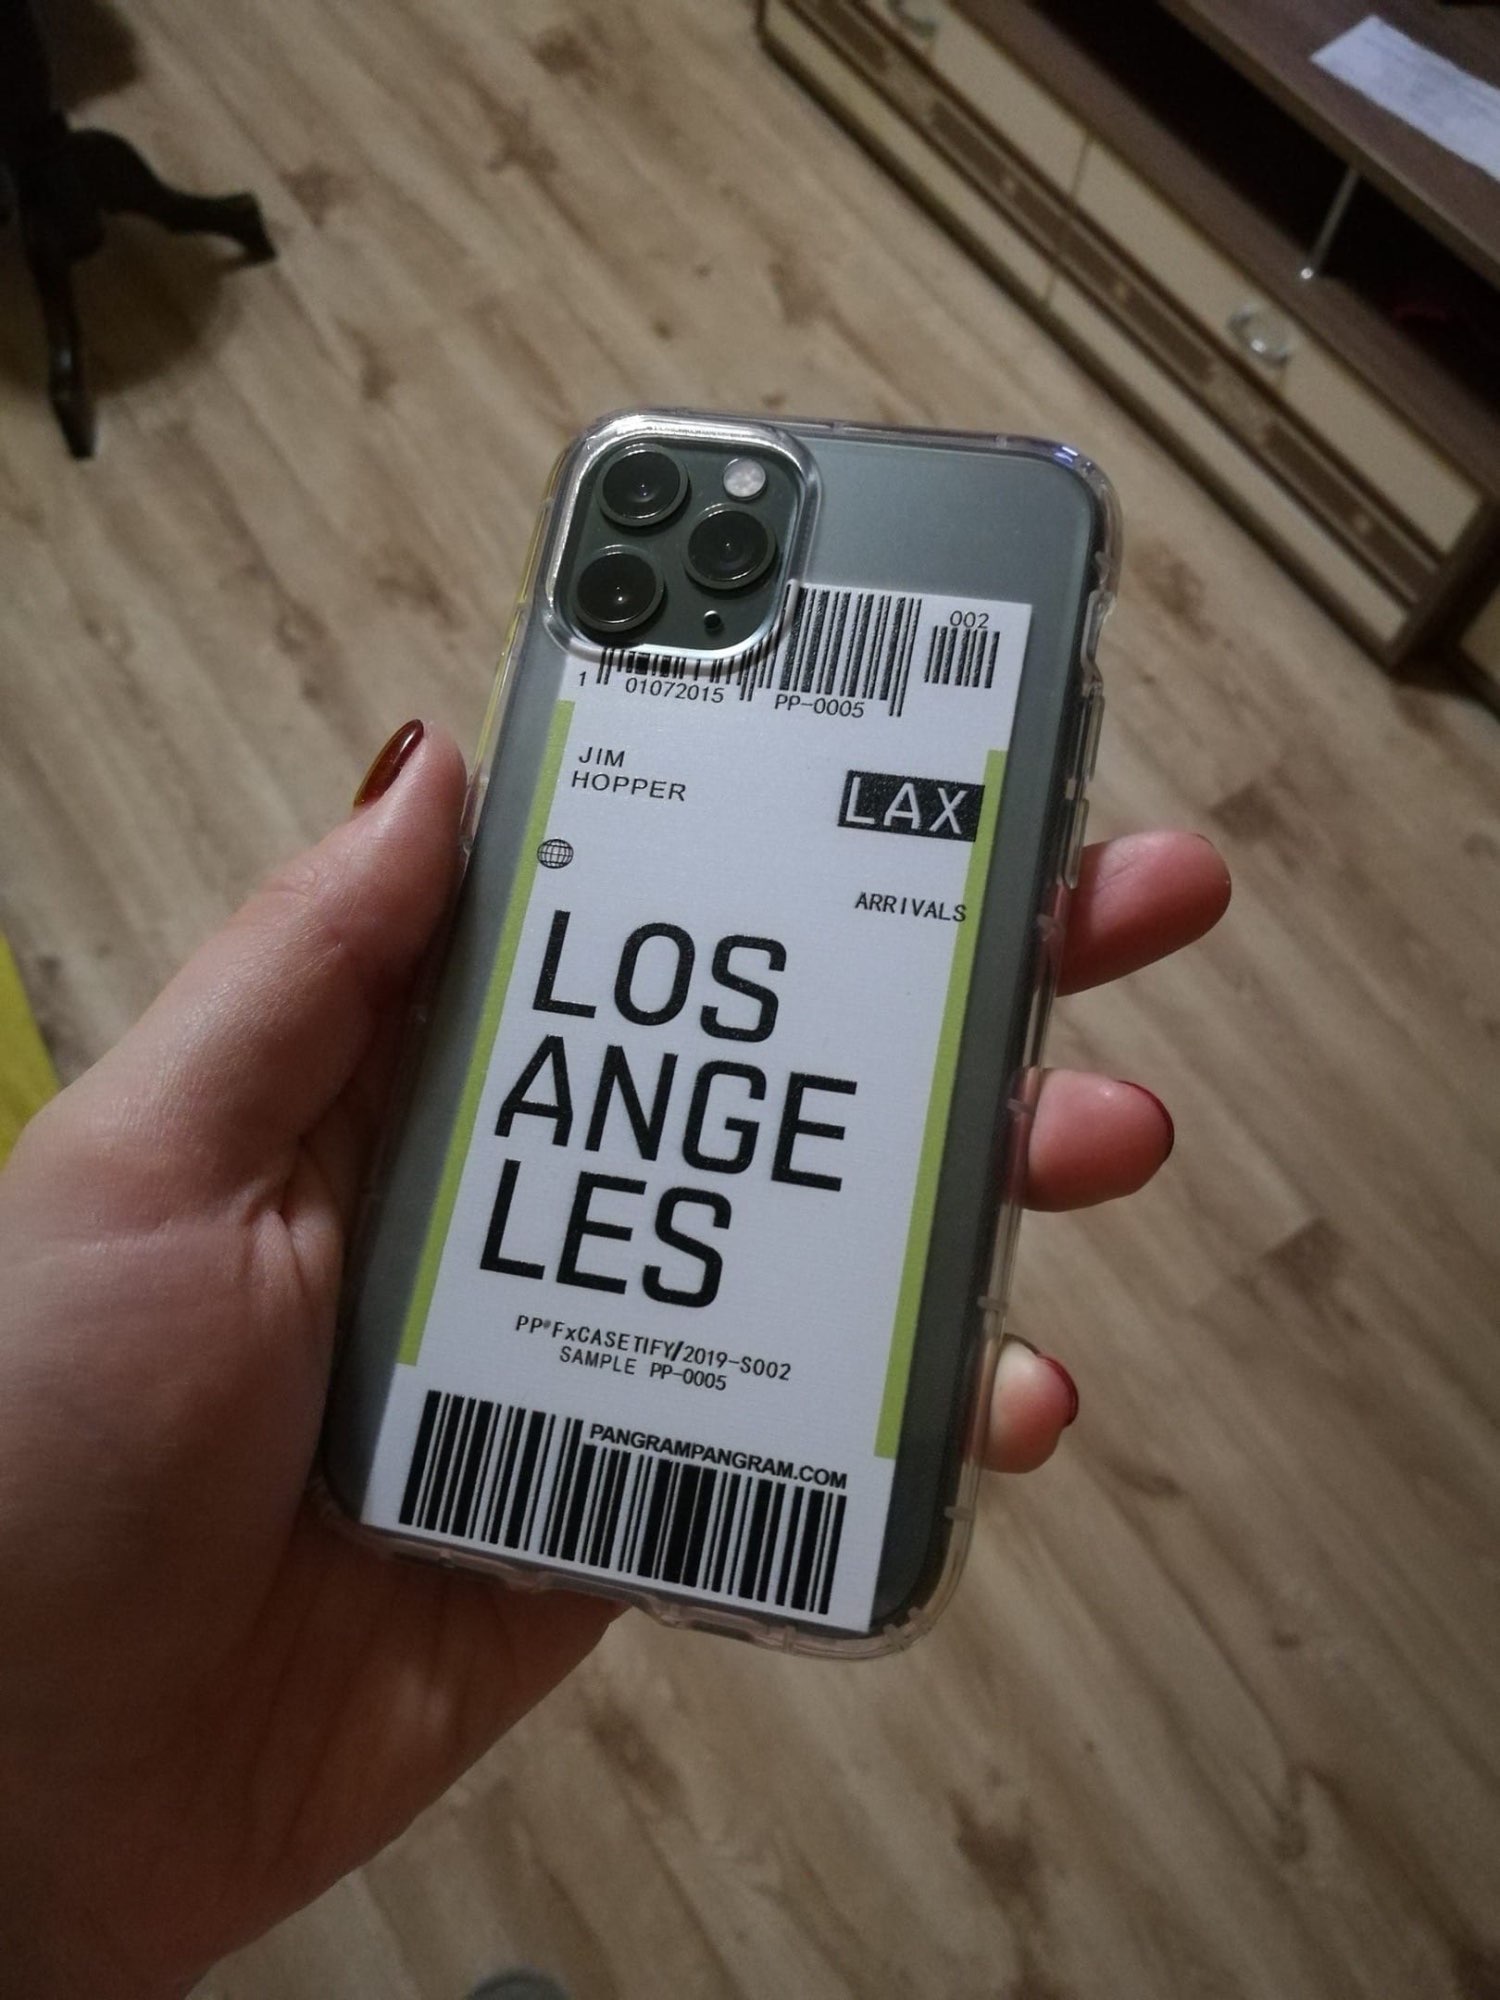 002
1 01072015 PP-0005
JIM
HOPPER
LAX
ARRIVALS
LOS
ANGE
LES
PP®FxCASETIFY/2019-S002
SAMPLE PP-0005
PANGRAMPANGRAM.COM